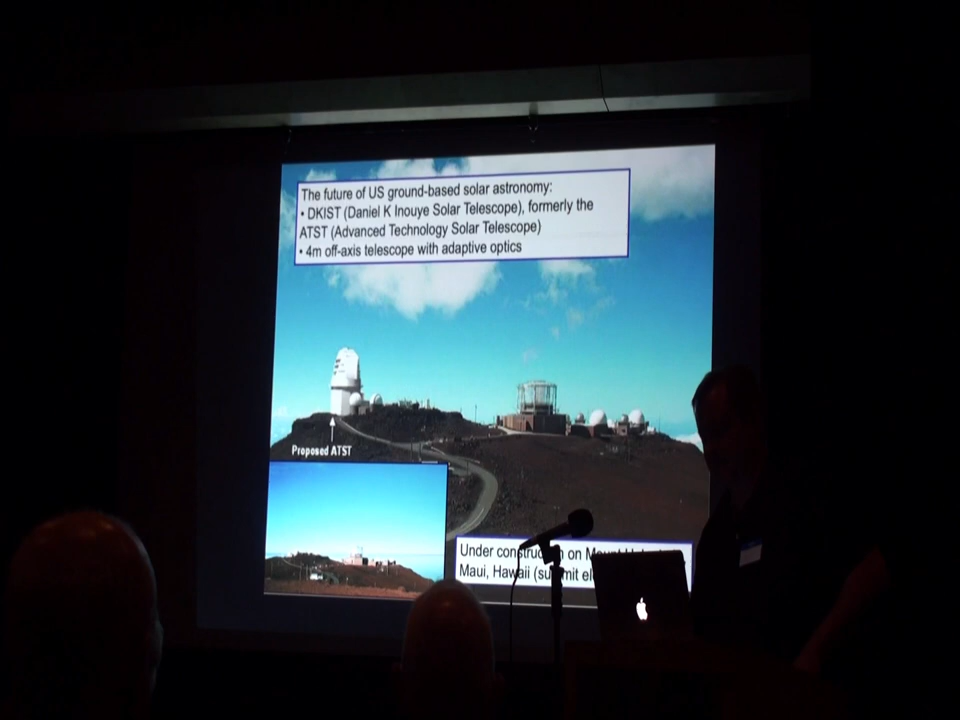 The future of US ground-based solar astronomy:
• DKIST (Daniel K Inouye Solar Telescope), formerly the
ATST (Advanced Technology Solar Telescope)
• 4m off-axis telescope with adaptive optics
Proposed ATST
Under on
Maui, Hawaii